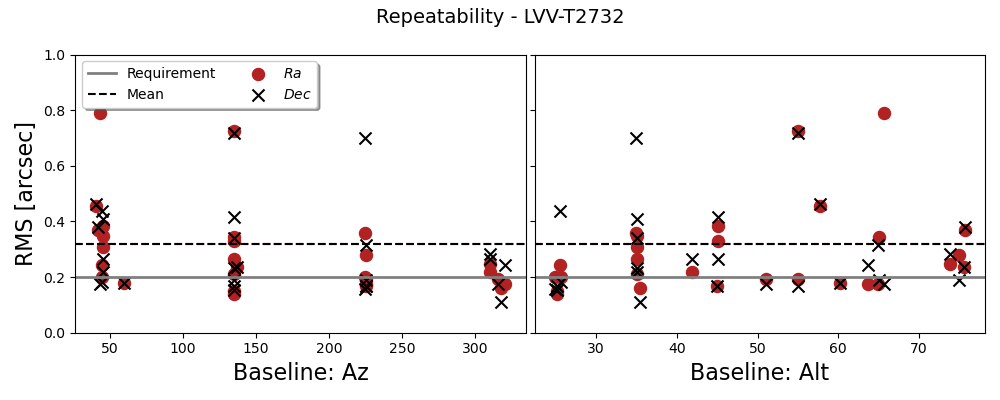 Repeatability - LVV-T2732
Requirement
Mean
Ra
Dec
RMS [arcsec]
1.0
0.8
0.6
0.4
0.2
0.0
50 100 150 200 250 300
30 40 50 60 70
Baseline: Az
Baseline: Alt